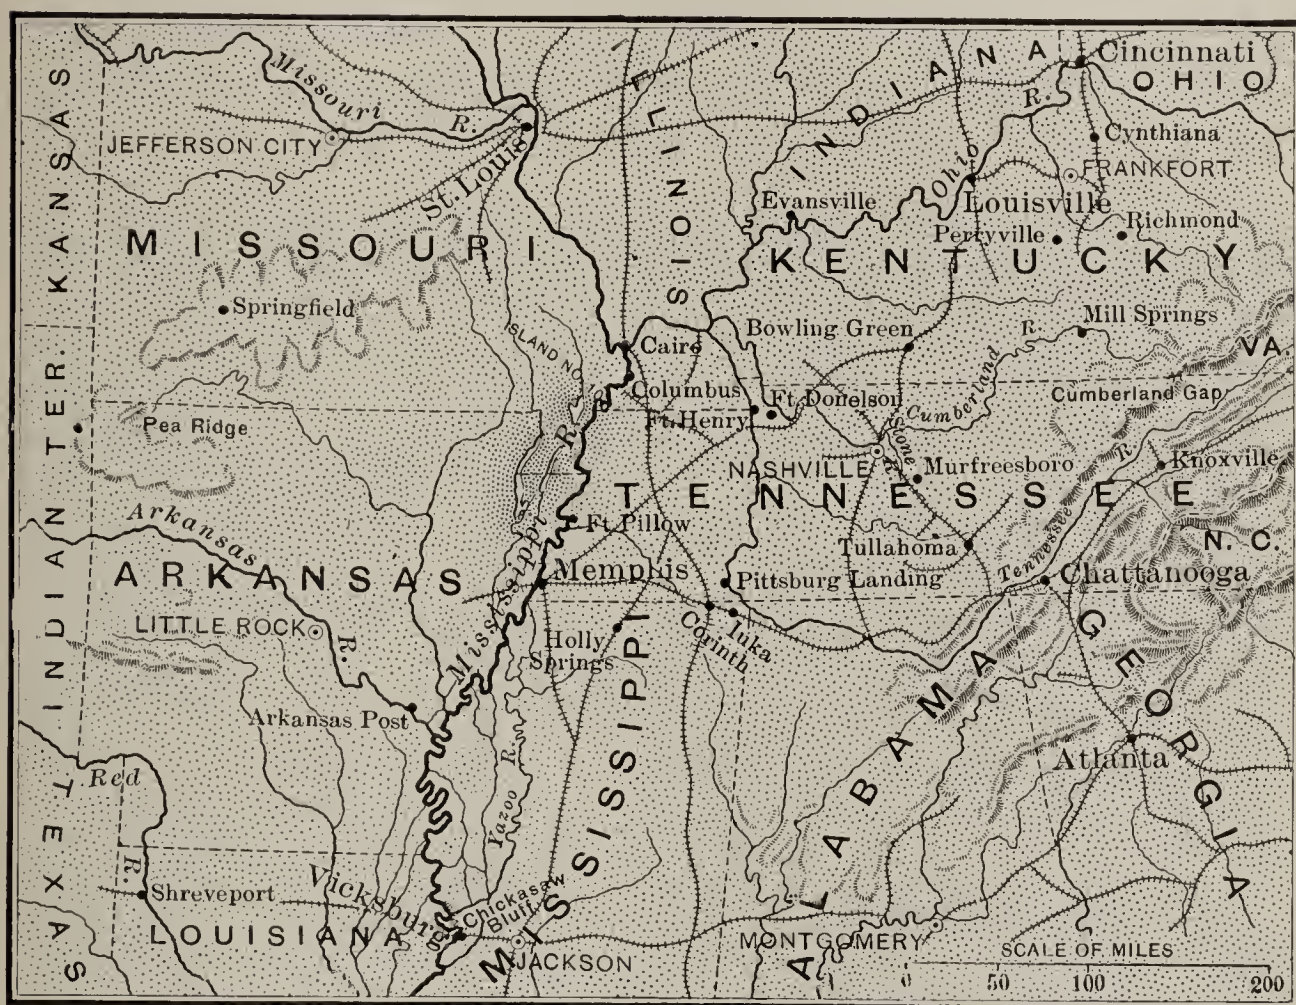 KANSAS
Missouri
R.
JEFFERSON CITY
St. Louis
MISSOURI
Springfield
ILLINOIS
INDIANA
Cincinnati
OHIO
R.
Ohio
Cynthiana
FRANKFORT
Evansville
Louisville
Perryville
Richmond
KENTUCKY
ISLAND NO. 10
Cairo
Columbus
Bowling Green
Mill Springs
R.
Cumberland
VA.
Cumberland Gap
Ft. Donelson
Ft. Henry
Pea Ridge
INDIAN TER.
NASHVILLE
Stone
R.
Murfreesboro
Knoxville
TENNESSEE
R.
Ft. Pillow
Tullahoma
Tennessee
N. C.
Arkansas
R.
ARKANSAS
Memphis
Pittsburg Landing
Chattanooga
LITTLE ROCK
Mississippi
R.
Holly
Springs
Corinth
Iuka
Arkansas Post
MISSISSIPPI
ALABAMA
GEORGIA
Atlanta
Red
R.
TEXAS
Yazoo
R.
Shreveport
Vicksburg
Chickasaw
Bluff
LOUISIANA
JACKSON
MONTGOMERY
SCALE OF MILES
0 50 100 200